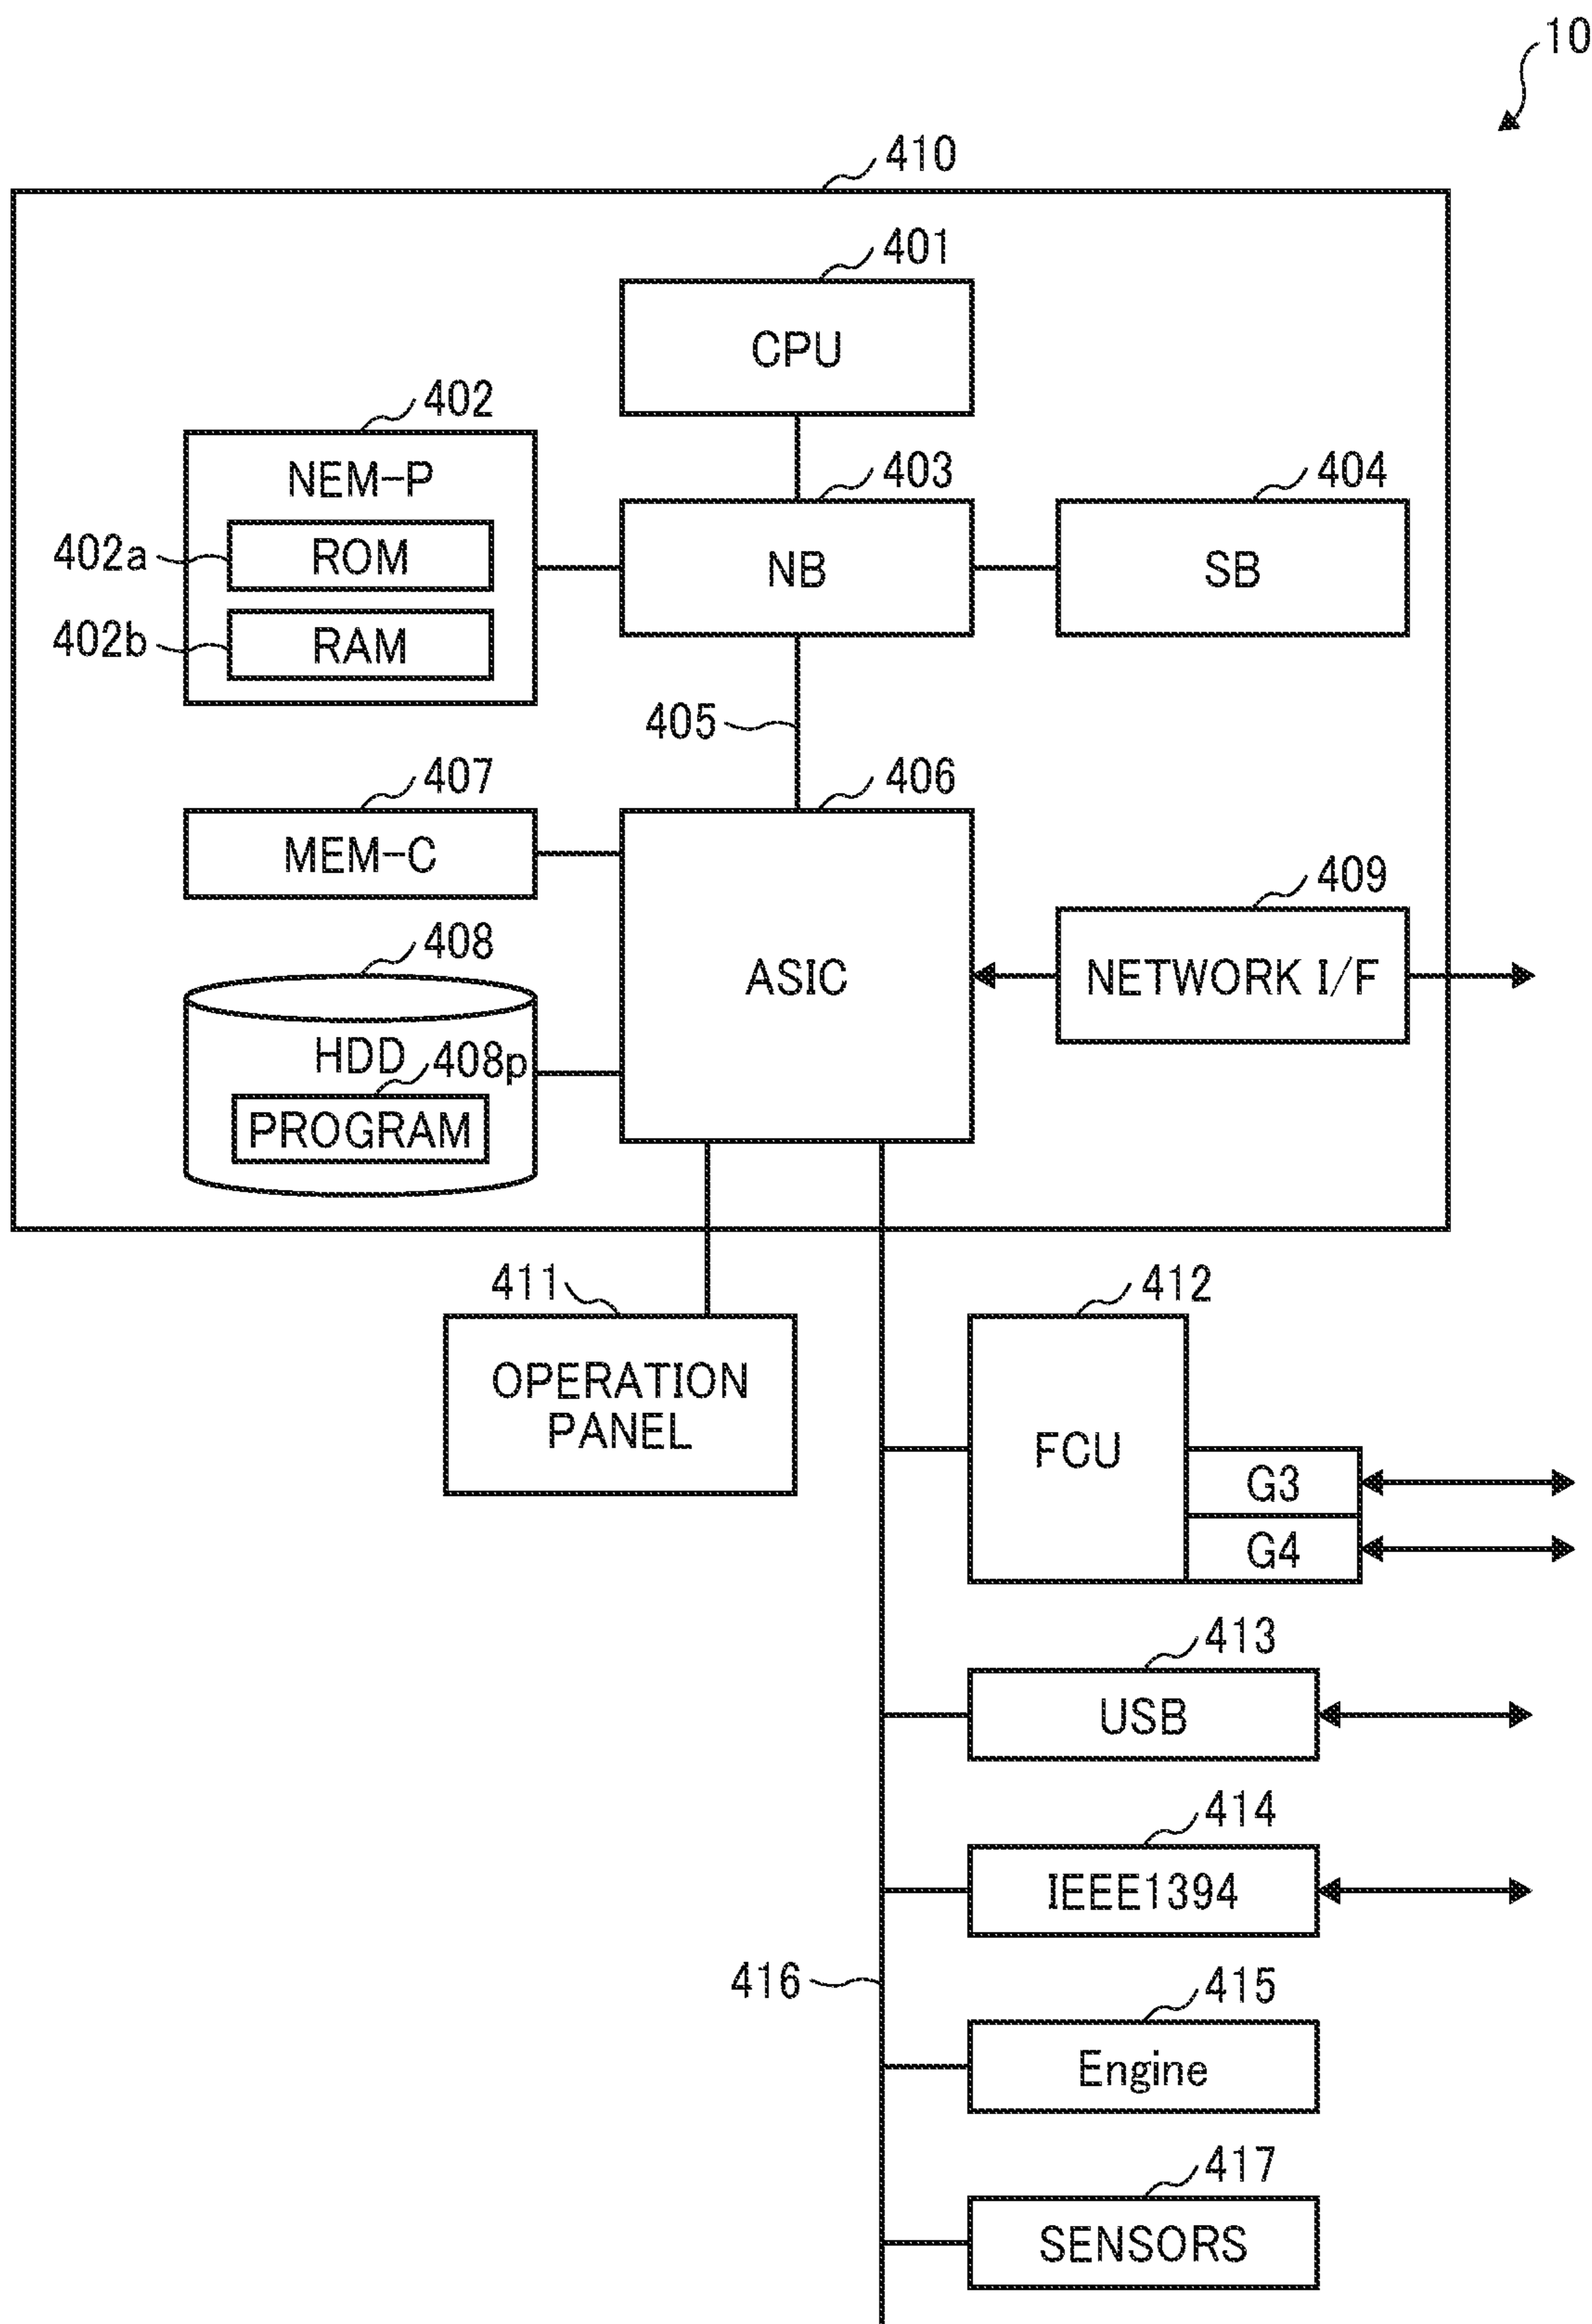 10
410
401
CPU
402
NEM-P
402a
ROM
402b
RAM
403
NB
404
SB
405
407
MEM-C
406
ASIC
409
NETWORK I/F
408
HDD
408p
PROGRAM
411
OPERATION
PANEL
412
FCU
G3
G4
413
USB
414
IEEE1394
416
415
Engine
417
SENSORS